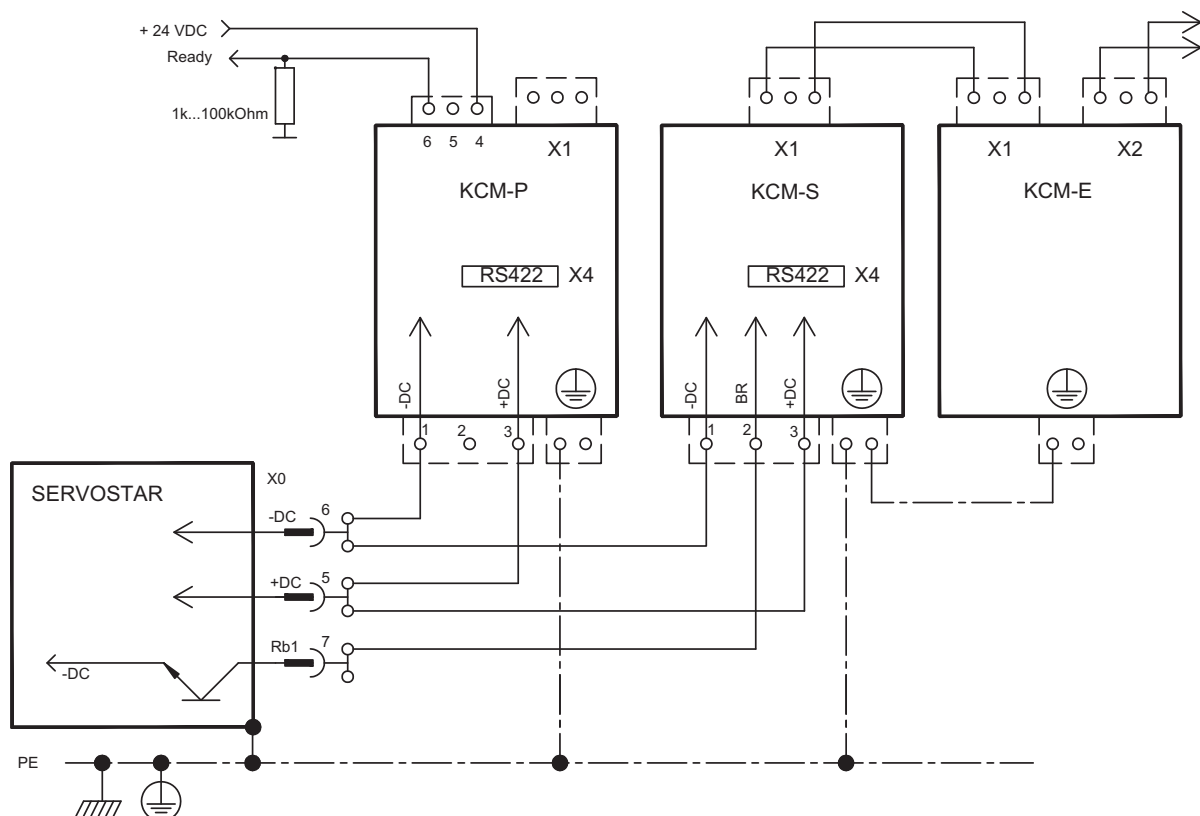 + 24 VDC
Ready
1k...100kOhm
6 5 4
X1
KCM-P
RS422 X4
-DC
+DC
1 2 3
X1
KCM-S
RS422 X4
-DC
BR
+DC
1 2 3
X1 X2
KCM-E
SERVOSTAR
X0
-DC 6
+DC 5
Rb1 7
-DC
PE